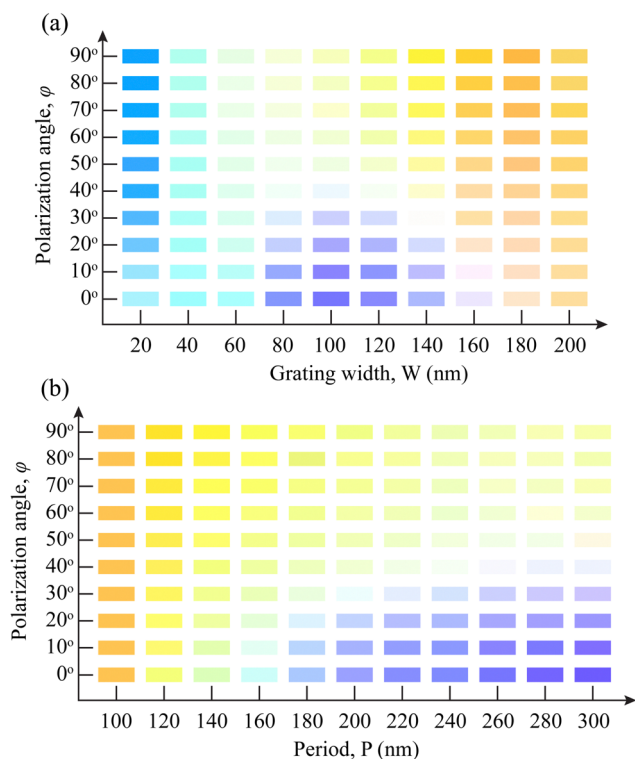 (a)
Polarization angle, φ
90º
80º
70º
60º
50º
40º
30º
20º
10º
0º
20 40 60 80 100 120 140 160 180 200
Grating width, W (nm)
(b)
Polarization angle, φ
90º
80º
70º
60º
50º
40º
30º
20º
10º
0º
100 120 140 160 180 200 220 240 260 280 300
Period, P (nm)